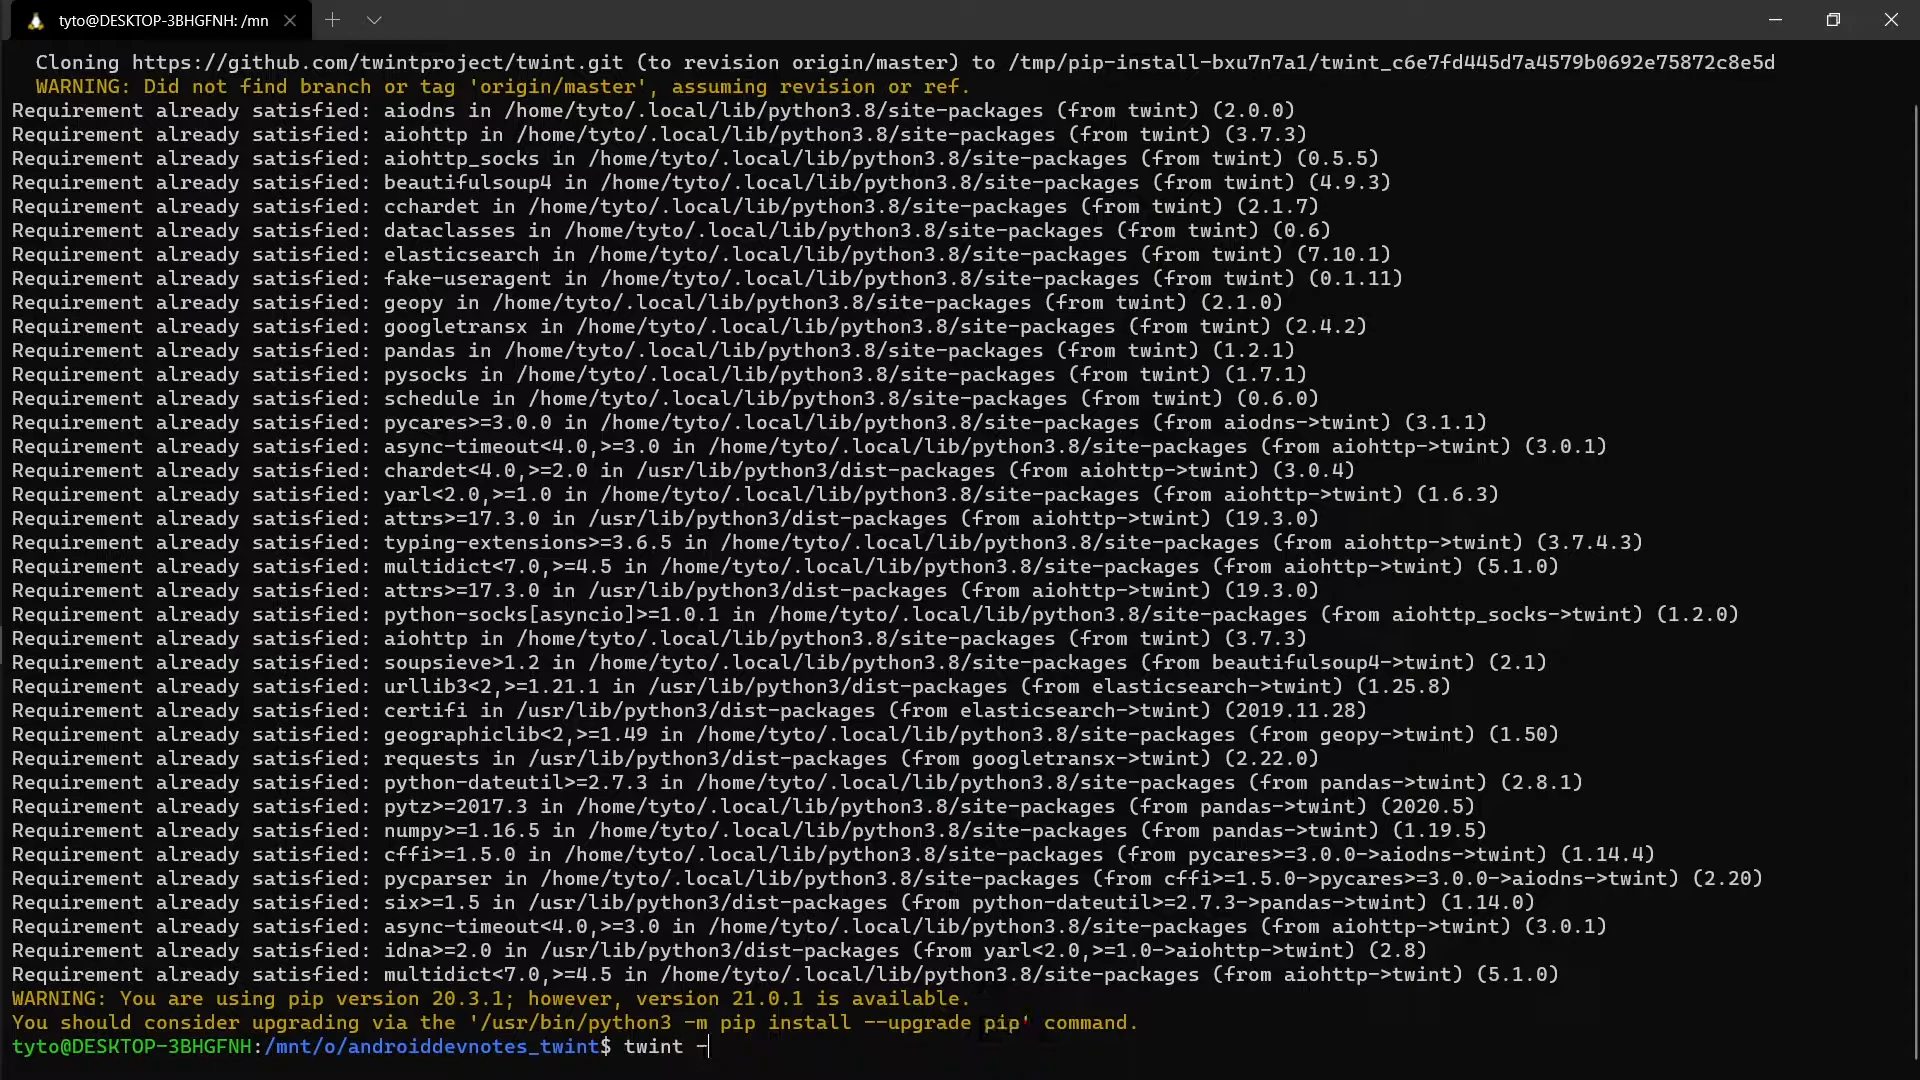 tyto@DESKTOP-3BHGFNH: /mn
Cloning https://github.com/twintproject/twint.git (to revision origin/master) to /tmp/pip-install-bxu7n7a1/twint_c6e7fd445d7a4579b0692e75872c8e5d
WARNING: Did not find branch or tag 'origin/master', assuming revision or ref.
Requirement already satisfied: aiodns in /home/tyto/.local/lib/python3.8/site-packages (from twint) (2.0.0)
Requirement already satisfied: aiohttp in /home/tyto/.local/lib/python3.8/site-packages (from twint) (3.7.3)
Requirement already satisfied: aiohttp_socks in /home/tyto/.local/lib/python3.8/site-packages (from twint) (0.5.5)
Requirement already satisfied: beautifulsoup4 in /home/tyto/.local/lib/python3.8/site-packages (from twint) (4.9.3)
Requirement already satisfied: cchardet in /home/tyto/.local/lib/python3.8/site-packages (from twint) (2.1.7)
Requirement already satisfied: dataclasses in /home/tyto/.local/lib/python3.8/site-packages (from twint) (0.6)
Requirement already satisfied: elasticsearch in /home/tyto/.local/lib/python3.8/site-packages (from twint) (7.10.1)
Requirement already satisfied: fake-useragent in /home/tyto/.local/lib/python3.8/site-packages (from twint) (0.1.11)
Requirement already satisfied: geopy in /home/tyto/.local/lib/python3.8/site-packages (from twint) (2.1.0)
Requirement already satisfied: googletransx in /home/tyto/.local/lib/python3.8/site-packages (from twint) (2.4.2)
Requirement already satisfied: pandas in /home/tyto/.local/lib/python3.8/site-packages (from twint) (1.2.1)
Requirement already satisfied: pysocks in /home/tyto/.local/lib/python3.8/site-packages (from twint) (1.7.1)
Requirement already satisfied: schedule in /home/tyto/.local/lib/python3.8/site-packages (from twint) (0.6.0)
Requirement already satisfied: pycares>=3.0.0 in /home/tyto/.local/lib/python3.8/site-packages (from aiodns->twint) (3.1.1)
Requirement already satisfied: async-timeout<4.0,>=3.0 in /home/tyto/.local/lib/python3.8/site-packages (from aiohttp->twint) (3.0.1)
Requirement already satisfied: chardet<4.0,>=2.0 in /usr/lib/python3/dist-packages (from aiohttp->twint) (3.0.4)
Requirement already satisfied: yarl<2.0,>=1.0 in /home/tyto/.local/lib/python3.8/site-packages (from aiohttp->twint) (1.6.3)
Requirement already satisfied: attrs>=17.3.0 in /usr/lib/python3/dist-packages (from aiohttp->twint) (19.3.0)
Requirement already satisfied: typing-extensions>=3.6.5 in /home/tyto/.local/lib/python3.8/site-packages (from aiohttp->twint) (3.7.4.3)
Requirement already satisfied: multidict<7.0,>=4.5 in /home/tyto/.local/lib/python3.8/site-packages (from aiohttp->twint) (5.1.0)
Requirement already satisfied: attrs>=17.3.0 in /usr/lib/python3/dist-packages (from aiohttp->twint) (19.3.0)
Requirement already satisfied: python-socks[asyncio]>=1.0.1 in /home/tyto/.local/lib/python3.8/site-packages (from aiohttp_socks->twint) (1.2.0)
Requirement already satisfied: aiohttp in /home/tyto/.local/lib/python3.8/site-packages (from twint) (3.7.3)
Requirement already satisfied: soupsieve>1.2 in /home/tyto/.local/lib/python3.8/site-packages (from beautifulsoup4->twint) (2.1)
Requirement already satisfied: urllib3<2,>=1.21.1 in /usr/lib/python3/dist-packages (from elasticsearch->twint) (1.25.8)
Requirement already satisfied: certifi in /usr/lib/python3/dist-packages (from elasticsearch->twint) (2019.11.28)
Requirement already satisfied: geographiclib<2,>=1.49 in /home/tyto/.local/lib/python3.8/site-packages (from geopy->twint) (1.50)
Requirement already satisfied: requests in /usr/lib/python3/dist-packages (from googletransx->twint) (2.22.0)
Requirement already satisfied: python-dateutil>=2.7.3 in /home/tyto/.local/lib/python3.8/site-packages (from pandas->twint) (2.8.1)
Requirement already satisfied: pytz>=2017.3 in /home/tyto/.local/lib/python3.8/site-packages (from pandas->twint) (2020.5)
Requirement already satisfied: numpy>=1.16.5 in /home/tyto/.local/lib/python3.8/site-packages (from pandas->twint) (1.19.5)
Requirement already satisfied: cffi>=1.5.0 in /home/tyto/.local/lib/python3.8/site-packages (from pycares>=3.0.0->aiodns->twint) (1.14.4)
Requirement already satisfied: pycparser in /home/tyto/.local/lib/python3.8/site-packages (from cffi>=1.5.0->pycares>=3.0.0->aiodns->twint) (2.20)
Requirement already satisfied: six>=1.5 in /usr/lib/python3/dist-packages (from python-dateutil>=2.7.3->pandas->twint) (1.14.0)
Requirement already satisfied: async-timeout<4.0,>=3.0 in /home/tyto/.local/lib/python3.8/site-packages (from aiohttp->twint) (3.0.1)
Requirement already satisfied: idna>=2.0 in /usr/lib/python3/dist-packages (from yarl<2.0,>=1.0->aiohttp->twint) (2.8)
Requirement already satisfied: multidict<7.0,>=4.5 in /home/tyto/.local/lib/python3.8/site-packages (from aiohttp->twint) (5.1.0)
WARNING: You are using pip version 20.3.1; however, version 21.0.1 is available.
You should consider upgrading via the '/usr/bin/python3 -m pip install --upgrade pip' command.
tyto@DESKTOP-3BHGFNH:/mnt/o/androiddevnotes_twint$ twint -